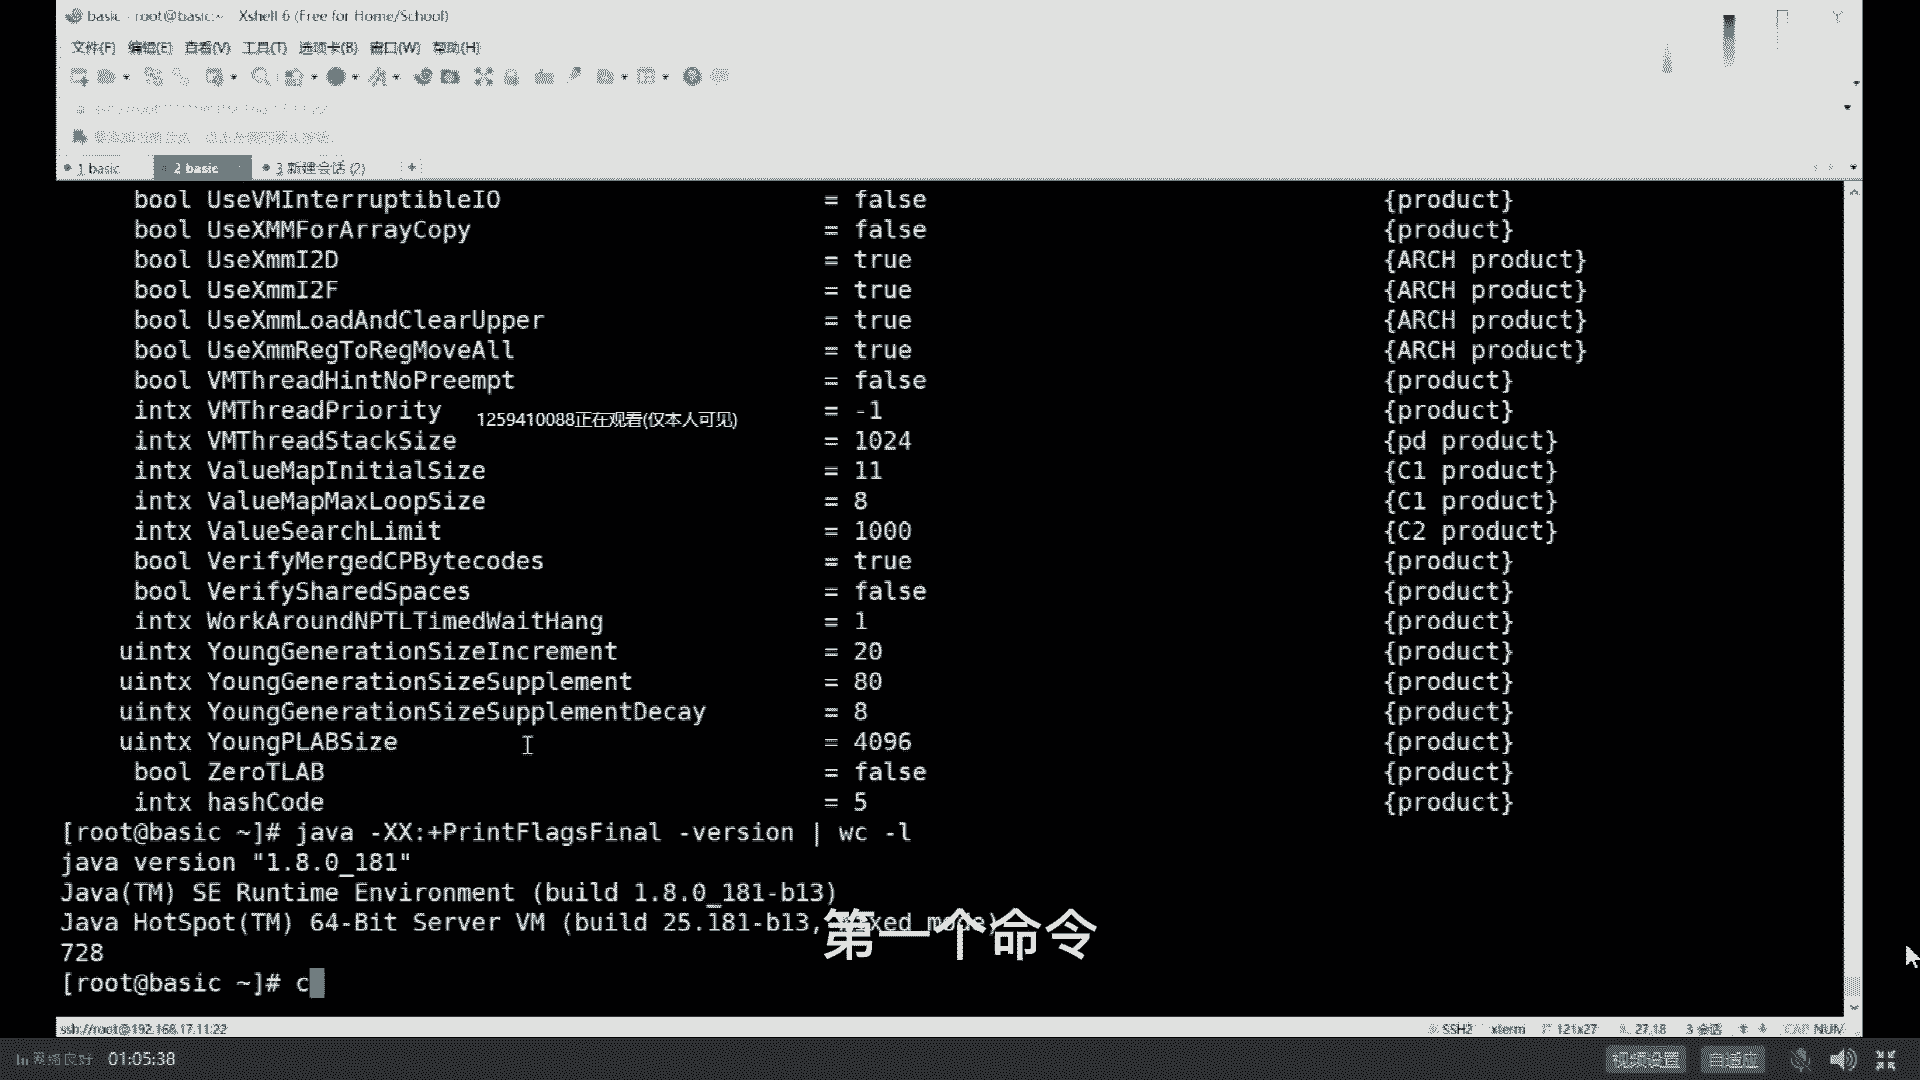 basic - root@basic:~ Xshell 6 (Free for Home/School)
文件(F) 编辑(E) 查看(V) 工具(T) 选项卡(B) 窗口(W) 帮助(H)
1 basic 2 basic 3 新建会话 (2) +
bool UseVMInterruptibleIO = false {product}
bool UseXMMForArrayCopy = false {product}
bool UseXmmI2D = true {ARCH product}
bool UseXmmI2F = true {ARCH product}
bool UseXmmLoadAndClearUpper = true {ARCH product}
bool UseXmmRegToRegMoveAll = true {ARCH product}
bool VMThreadHintNoPreempt = false {product}
intx VMThreadPriority = -1 {product}
1259410088正在观看(仅本人可见)
intx VMThreadStackSize = 1024 {pd product}
intx ValueMapInitialSize = 11 {C1 product}
intx ValueMapMaxLoopSize = 8 {C1 product}
intx ValueSearchLimit = 1000 {C2 product}
bool VerifyMergedCPBytecodes = true {product}
bool VerifySharedSpaces = false {product}
intx WorkAroundNPTLTimedWaitHang = 1 {product}
uintx YoungGenerationSizeIncrement = 20 {product}
uintx YoungGenerationSizeSupplement = 80 {product}
uintx YoungGenerationSizeSupplementDecay = 8 {product}
uintx YoungPLABSize = 4096 {product}
bool ZeroTLAB = false {product}
intx hashCode = 5 {product}
[root@basic ~]# java -XX:+PrintFlagsFinal -version | wc -l
java version "1.8.0_181"
Java(TM) SE Runtime Environment (build 1.8.0_181-b13)
Java HotSpot(TM) 64-Bit Server VM (build 25.181-b13, mixed mode)
第一个命令
728
[root@basic ~]# c
ssh://root@192.168.17.11:22 SSH2 xterm 121x27 27,18 3 会话 CAP NUM
网络良好 01:05:38 视频设置 自适应